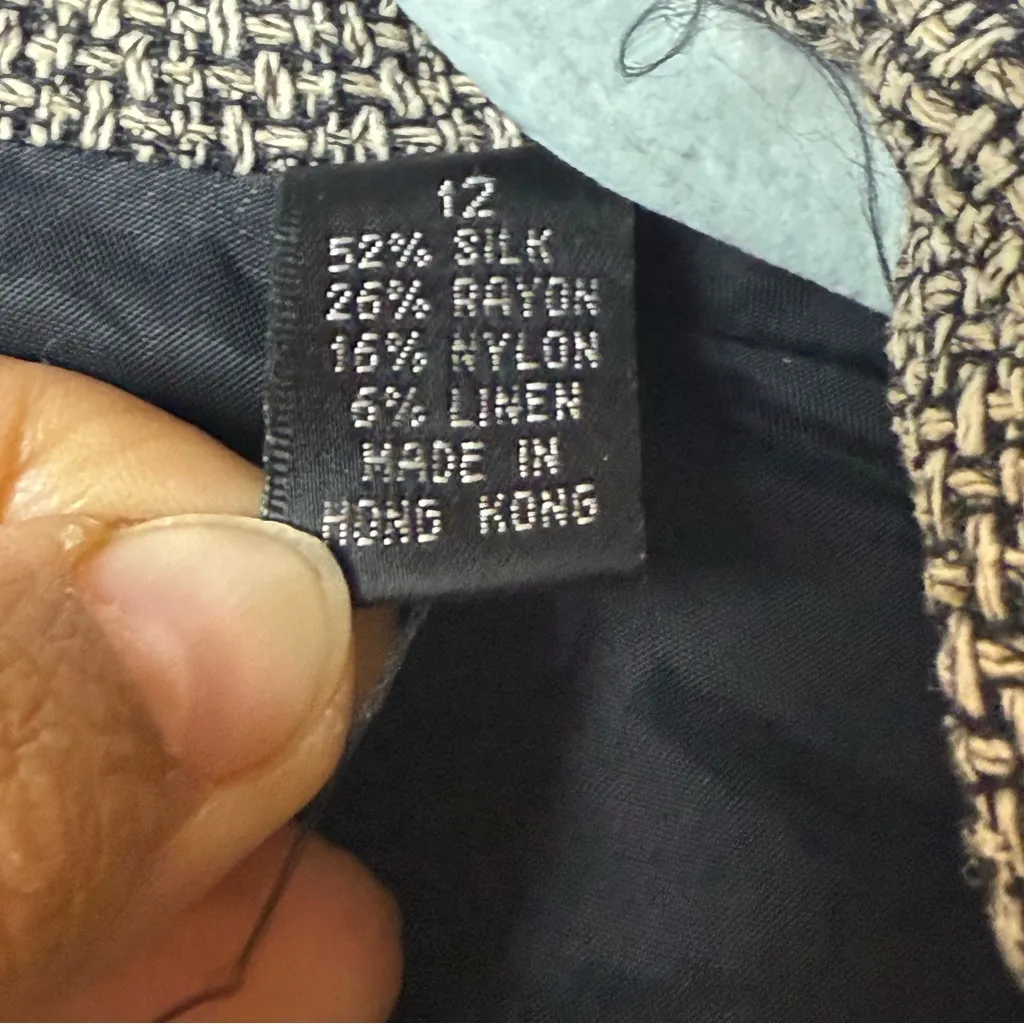 12
52% SILK
26% RAYON
16% NYLON
6% LINEN
MADE IN
HONG KONG